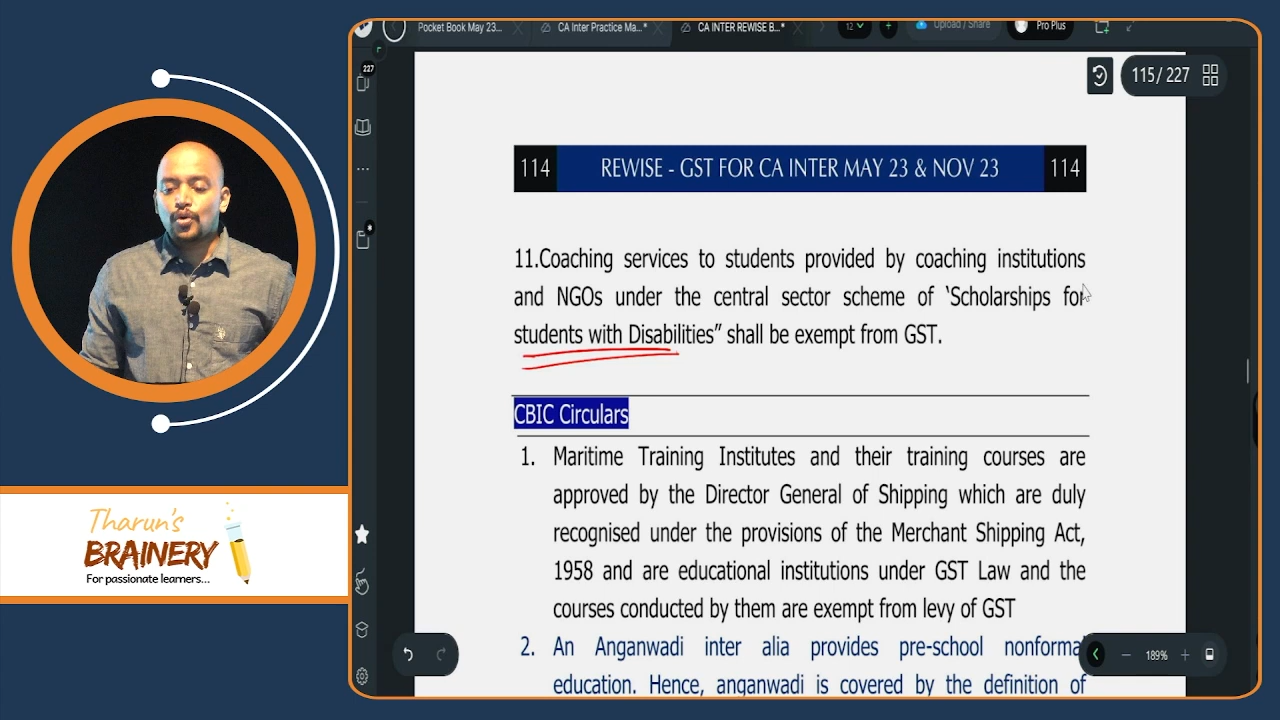 Pocket Book May 23...
CA Inter Practice Ma...*
CA INTER REWISE B...*
12
Upload / Share
Pro Plus
227
115/ 227
114 REWISE - GST FOR CA INTER MAY 23 & NOV 23 114
11.Coaching services to students provided by coaching institutions
and NGOs under the central sector scheme of ‘Scholarships for
students with Disabilities” shall be exempt from GST.
CBIC Circulars
1. Maritime Training Institutes and their training courses are
approved by the Director General of Shipping which are duly
recognised under the provisions of the Merchant Shipping Act,
1958 and are educational institutions under GST Law and the
courses conducted by them are exempt from levy of GST
2. An Anganwadi inter alia provides pre-school nonformal
education. Hence, anganwadi is covered by the definition of
189%
Tharun's
BRAINERY
For passionate learners...